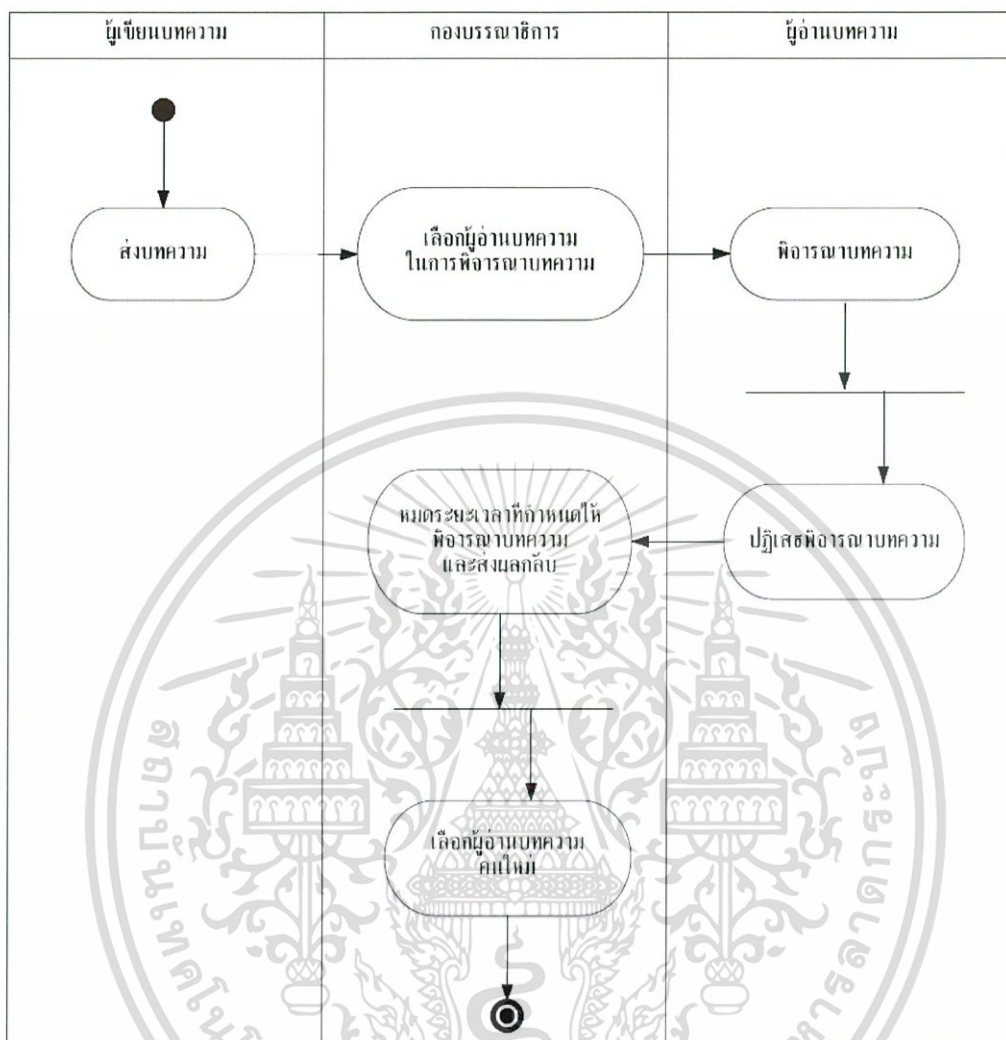 ผู้เขียนบทความ
กองบรรณาธิการ
ผู้อ่านบทความ
ส่งบทความ
เลือกผู้อ่านบทความ
ในการพิจารณาบทความ
พิจารณาบทความ
หมดระยะเวลาที่กำหนดให้
พิจารณาบทความ
และส่งผลกลับ
ปฏิเสธพิจารณาบทความ
เลือกผู้อ่านบทความ
คนใหม่